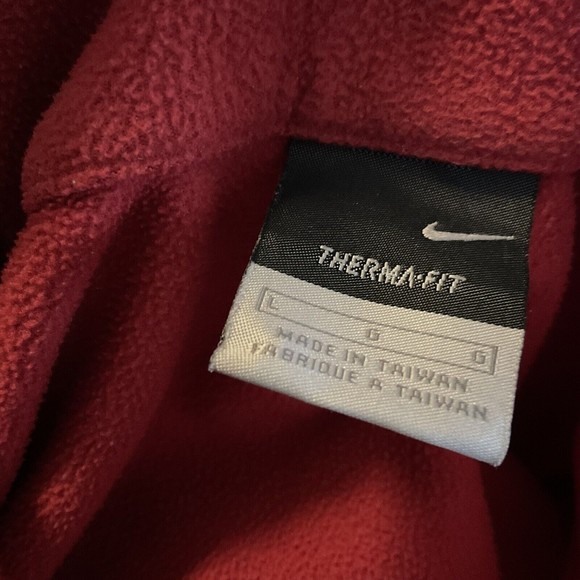 THERMA·FIT
L G G
MADE IN TAIWAN
FABRIQUE A TAIWAN